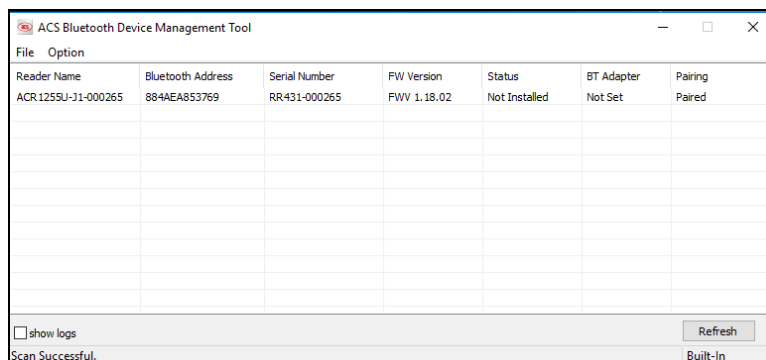 ACS Bluetooth Device Management Tool
File Option
Reader Name Bluetooth Address Serial Number FW Version Status BT Adapter Pairing
ACR1255U-J1-000265 884AEA853769 RR431-000265 FWV 1.18.02 Not Installed Not Set Paired
show logs Refresh
Scan Successful. Built-In